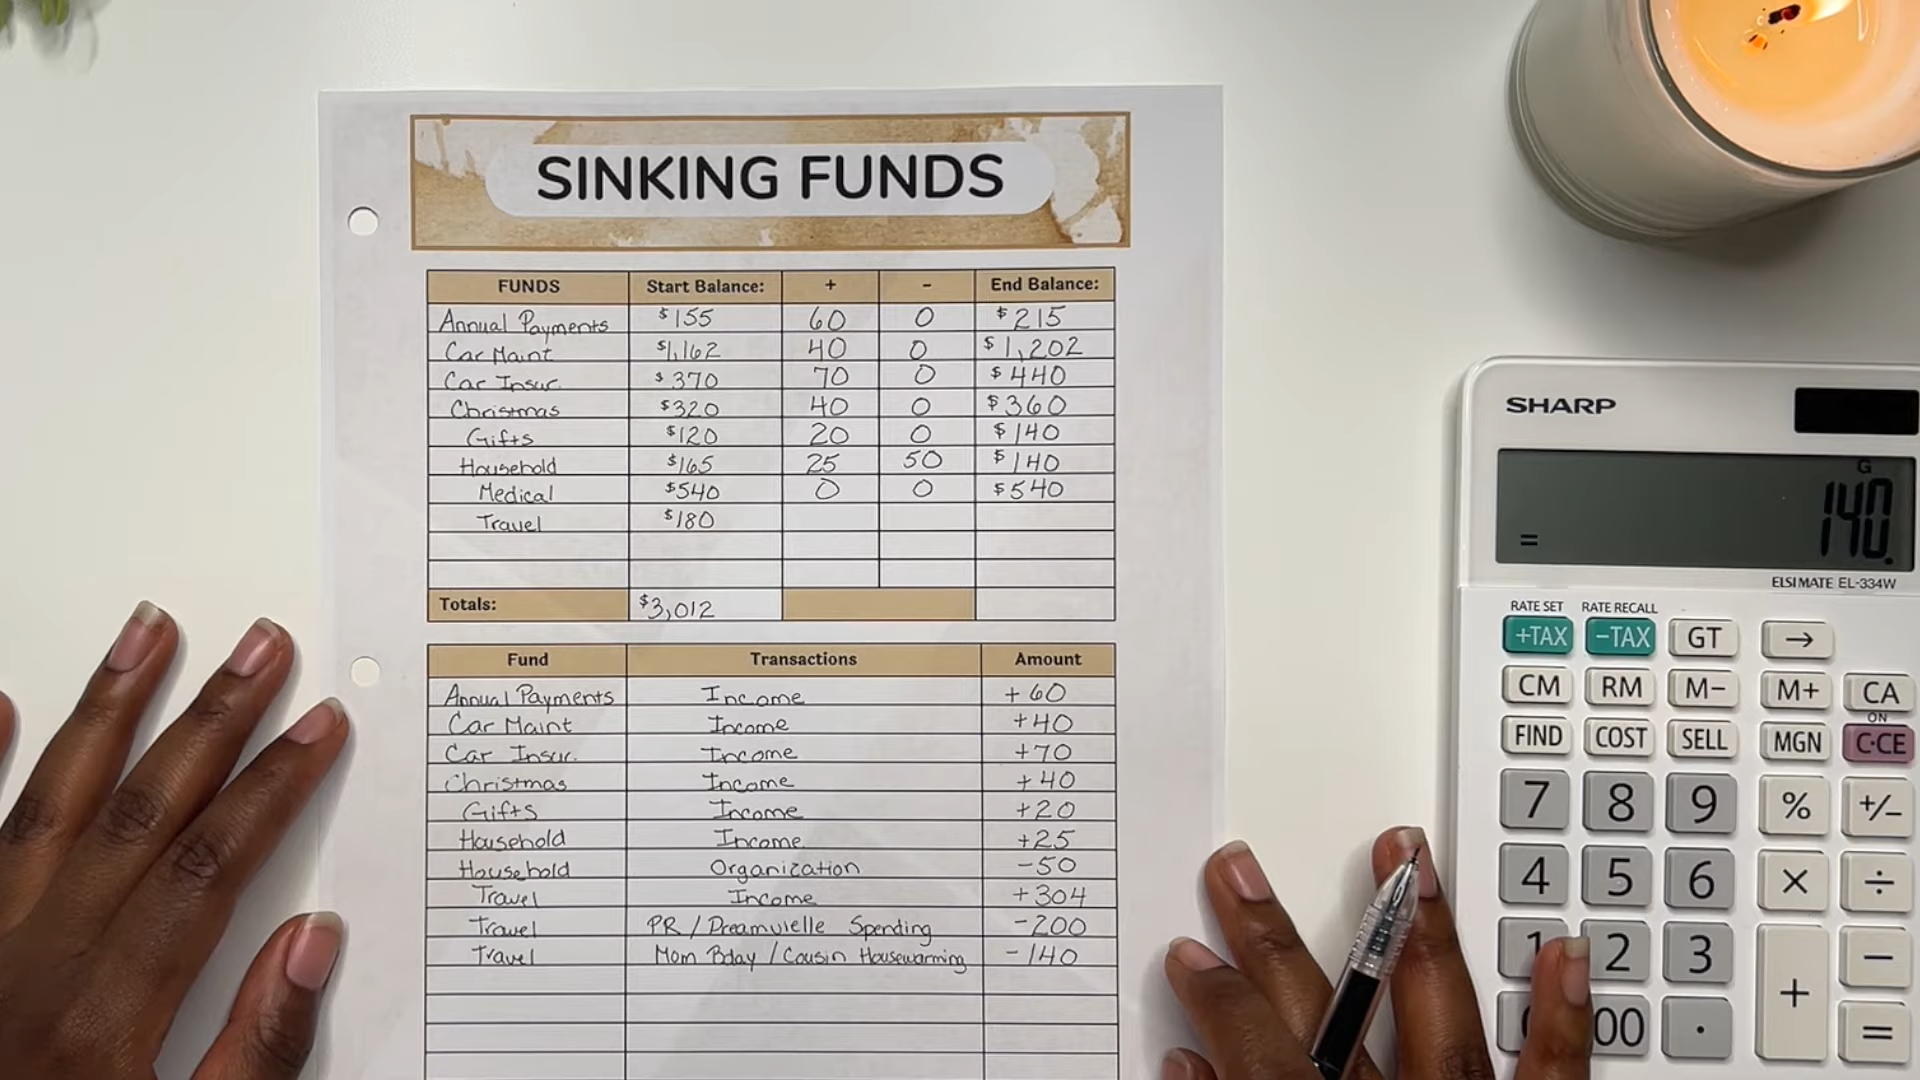 SINKING FUNDS
FUNDS Start Balance: + - End Balance:
Annual Payments $155 60 0 $215
Car Maint $1,162 40 0 $1,202
Car Insur. $370 70 0 $440
Christmas $320 40 0 $360
Gifts $120 20 0 $140
Household $165 25 50 $140
Medical $540 0 0 $540
Travel $180
Totals: $3,012
Fund Transactions Amount
Annual Payments Income +60
Car Maint Income +40
Car Insur. Income +70
Christmas Income +40
Gifts Income +20
Household Income +25
Household Organization -50
Travel Income +304
Travel PR / Dreamville Spending -200
Travel Mom Bday / Cousin Housewarming -140
SHARP
G
= 140.
ELSIMATE EL-334W
RATE SET RATE RECALL
+TAX -TAX GT →
CM RM M- M+ CA
ON
FIND COST SELL MGN C·CE
7 8 9 % +/-
4 5 6 × ÷
1 2 3 + -
0 00 · =